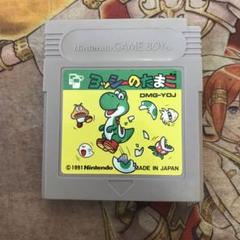 Nintendo GAME BOY
ヨッシーのたまご
DMG-YOJ
©1991 Nintendo
MADE IN JAPAN